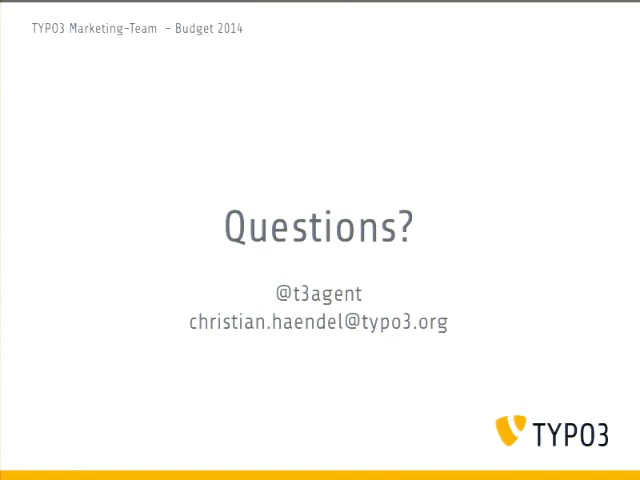 TYPO3 Marketing-Team - Budget 2014
Questions?
@t3agent
christian.haendel@typo3.org
TYPO3